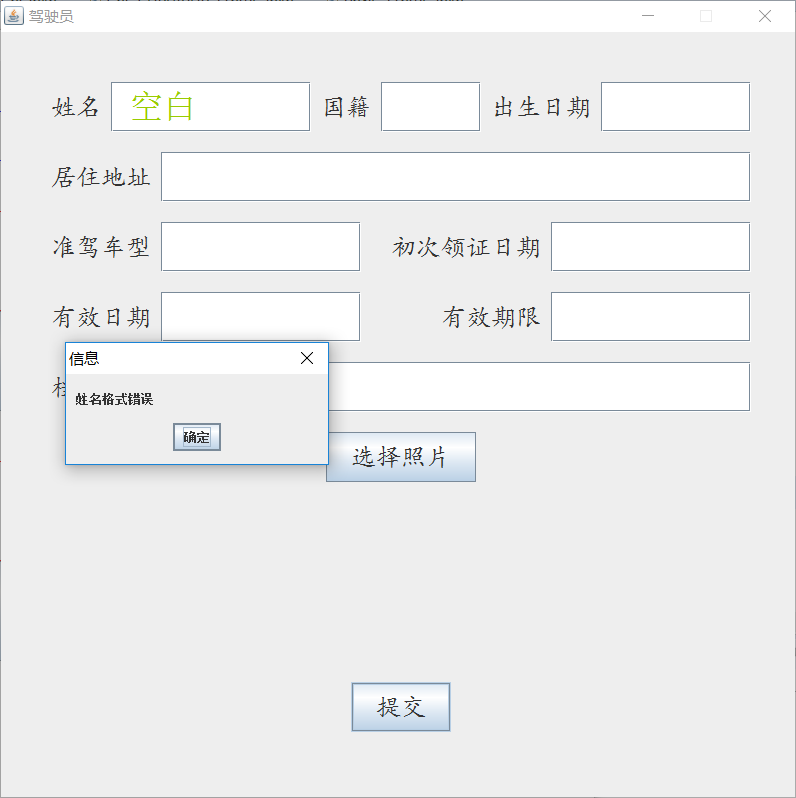 驾驶员
姓名 空白 国籍 出生日期
居住地址
准驾车型 初次领证日期
有效日期 有效期限
信息
姓名格式错误
确定
选择照片
提交